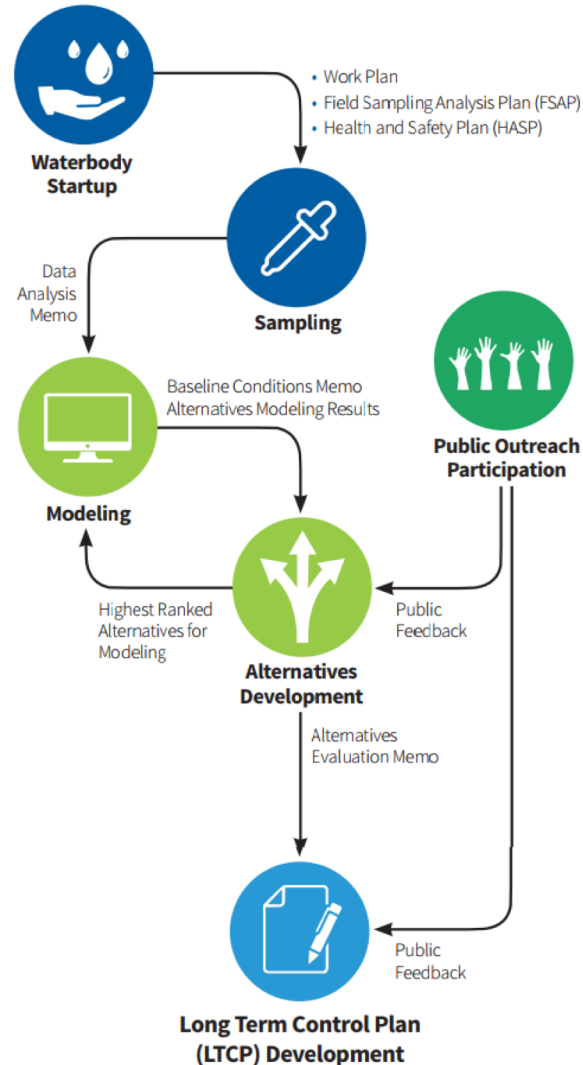 • Work Plan
• Field Sampling Analysis Plan (FSAP)
• Health and Safety Plan (HASP)
Waterbody
Startup
Data
Analysis
Memo
Sampling
Baseline Conditions Memo
Alternatives Modeling Results
Public Outreach
Participation
Modeling
Highest Ranked
Alternatives for
Modeling
Public
Feedback
Alternatives
Development
Alternatives
Evaluation Memo
Public
Feedback
Long Term Control Plan
(LTCP) Development